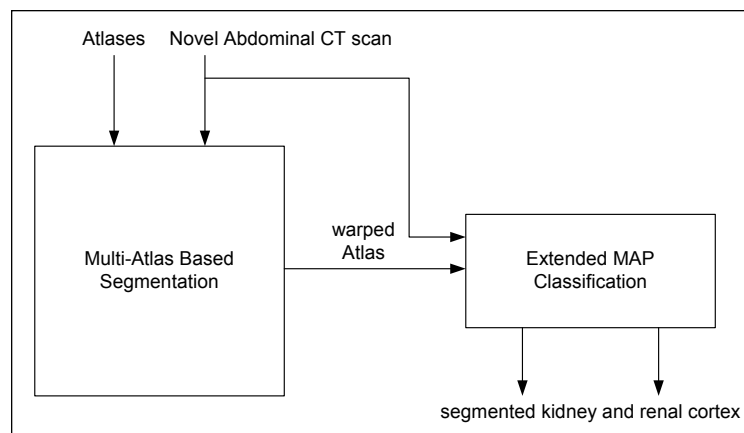 Atlases
Novel Abdominal CT scan
Multi-Atlas Based
Segmentation
warped
Atlas
Extended MAP
Classification
segmented kidney and renal cortex